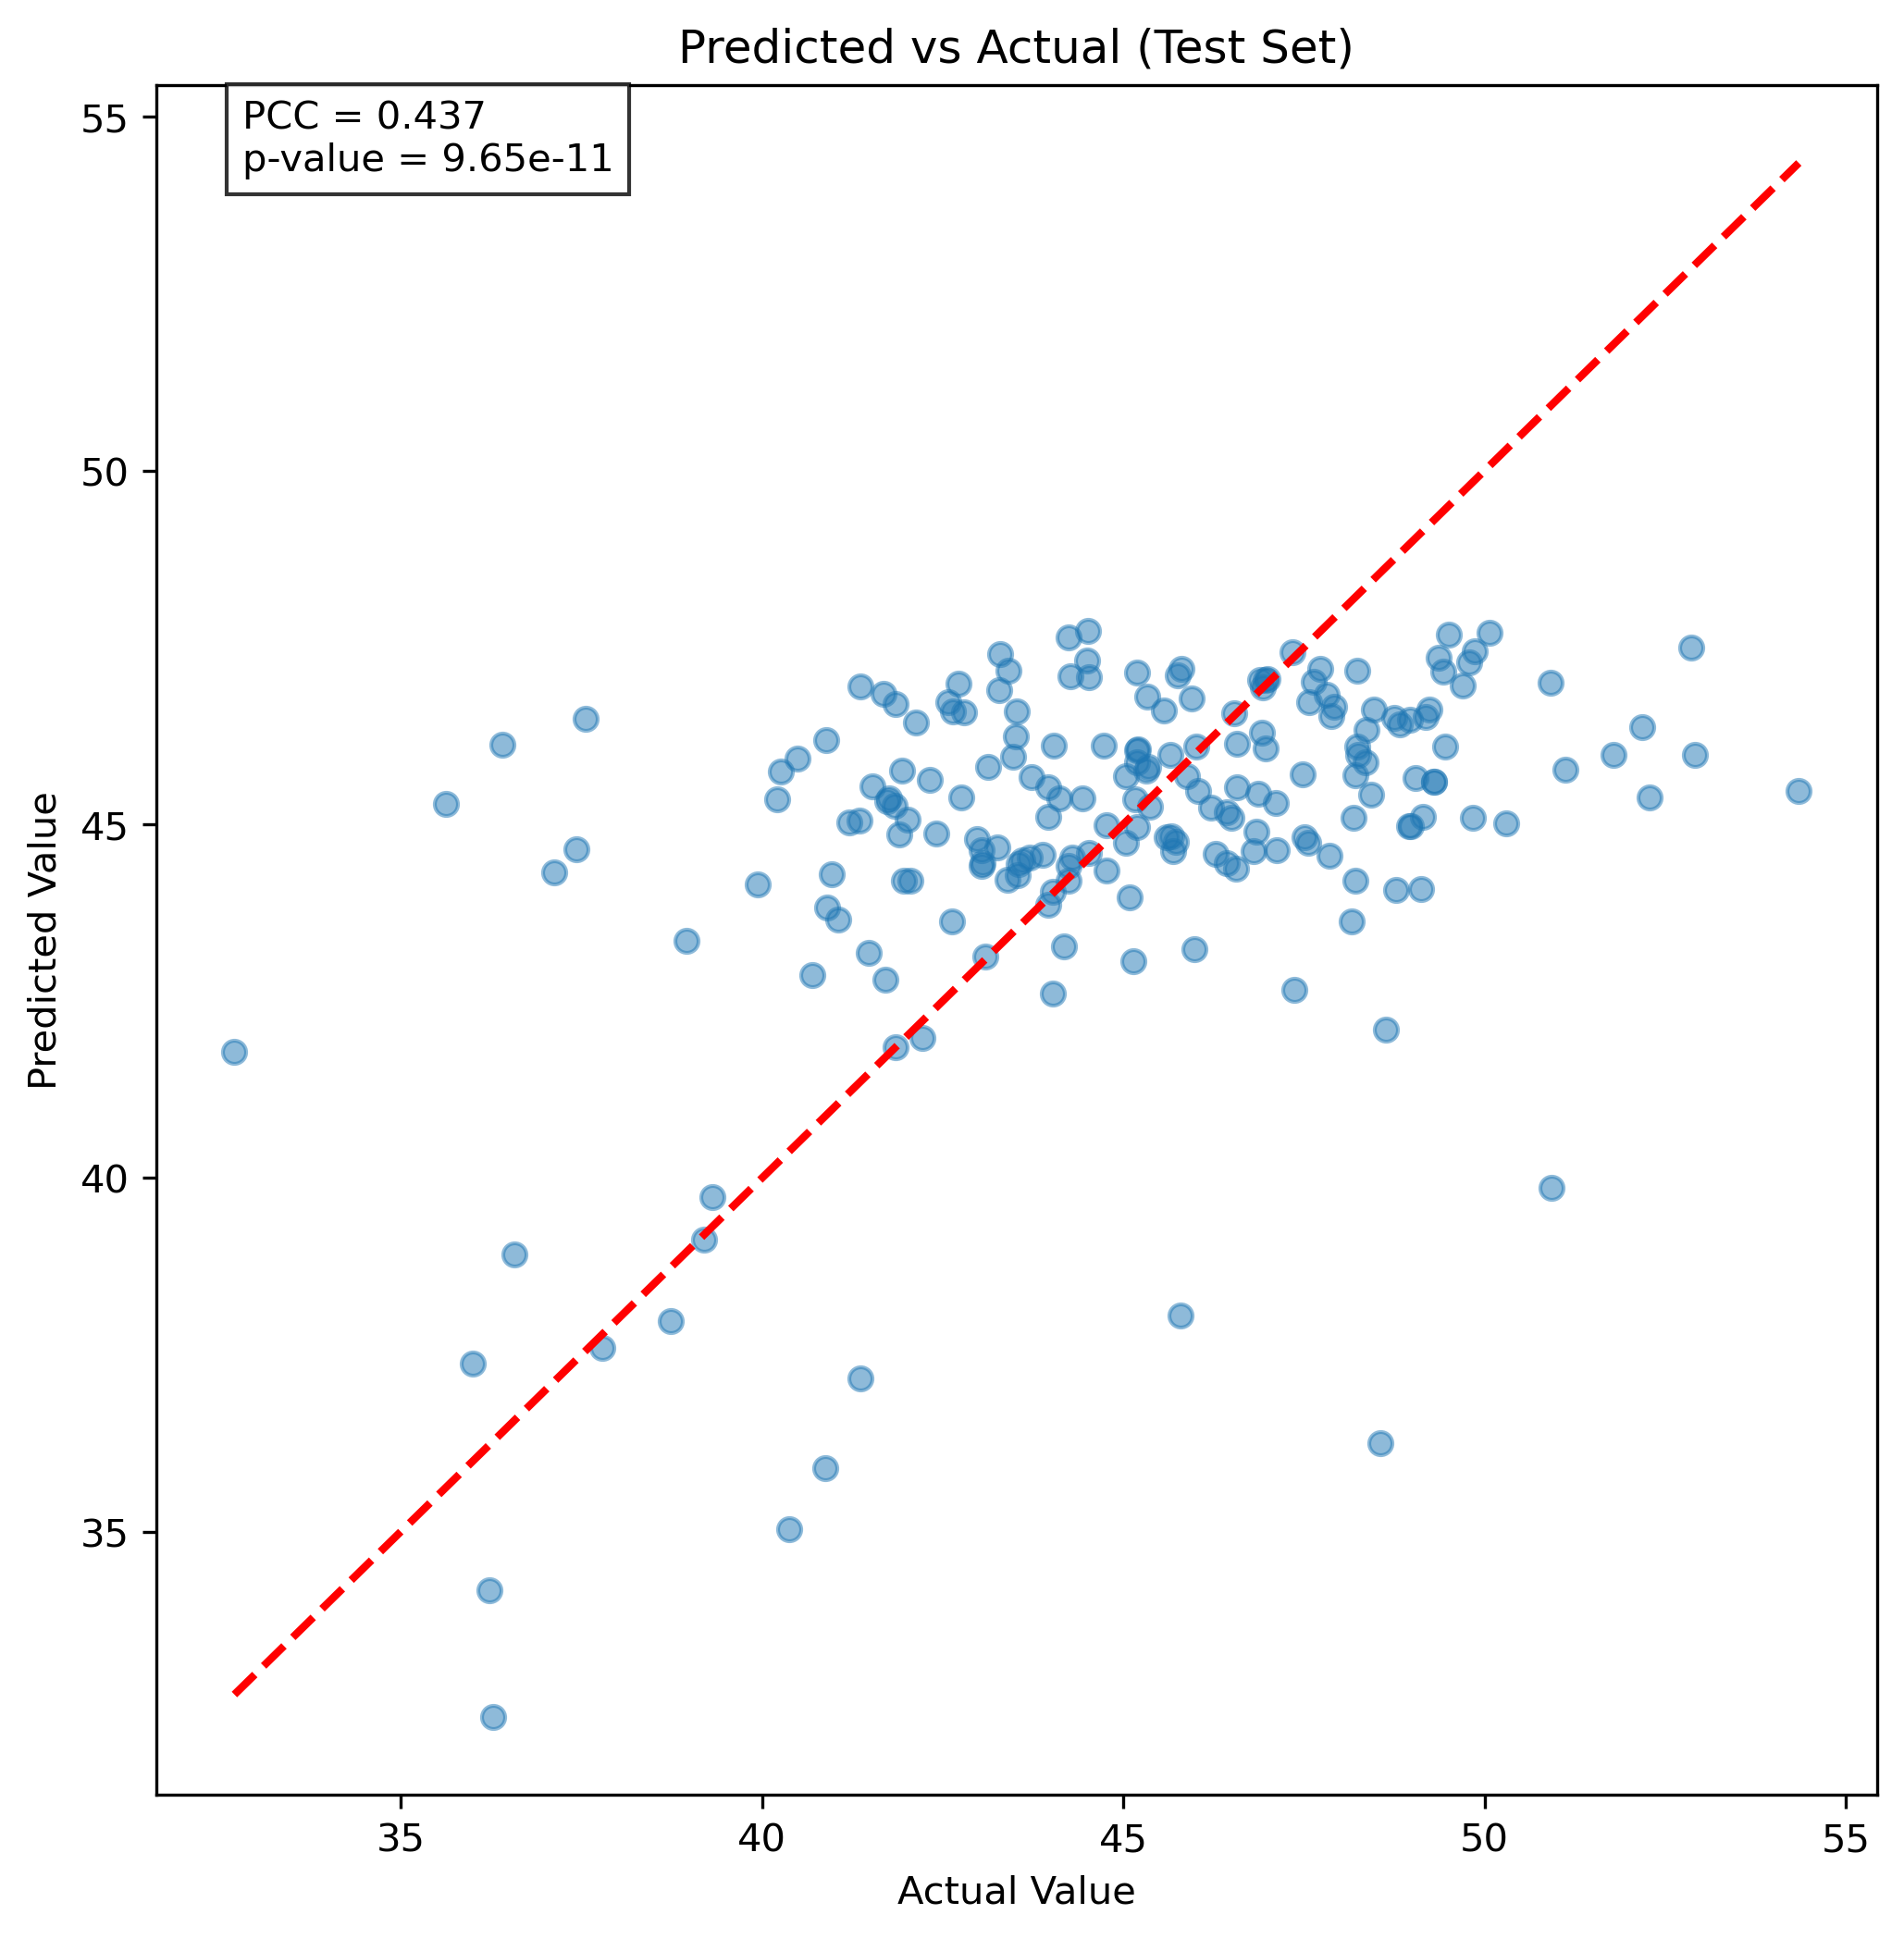 Predicted vs Actual (Test Set)
PCC = 0.437
p-value = 9.65e-11
55
50
45
40
35
Predicted Value
35
40
45
50
55
Actual Value